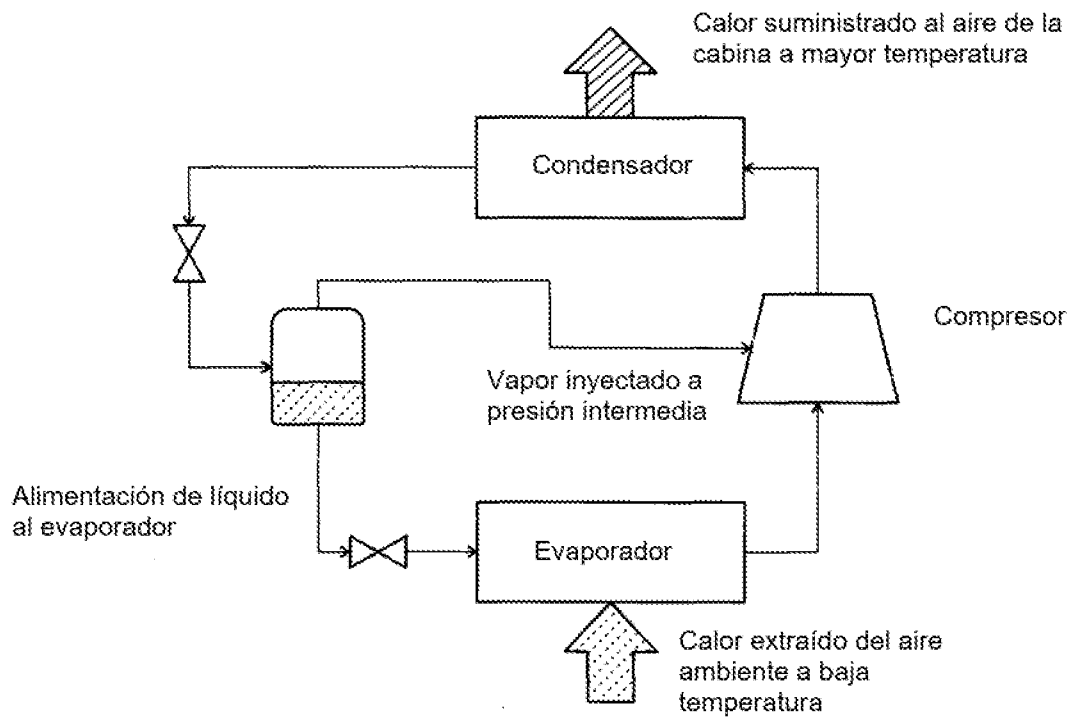 Calor suministrado al aire de la
cabina a mayor temperatura
Condensador
Compresor
Vapor inyectado a
presión intermedia
Alimentación de líquido
al evaporador
Evaporador
Calor extraído del aire
ambiente a baja
temperatura